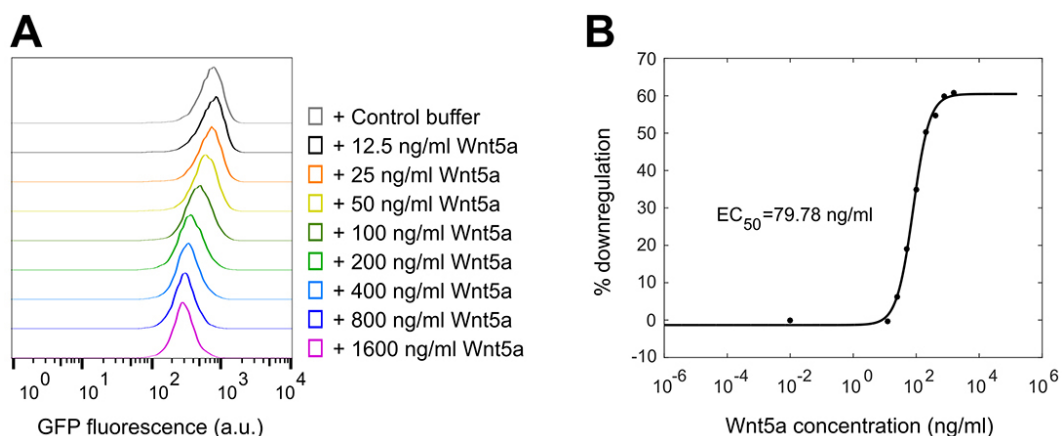 A
+ Control buffer
+ 12.5 ng/ml Wnt5a
+ 25 ng/ml Wnt5a
+ 50 ng/ml Wnt5a
+ 100 ng/ml Wnt5a
+ 200 ng/ml Wnt5a
+ 400 ng/ml Wnt5a
+ 800 ng/ml Wnt5a
+ 1600 ng/ml Wnt5a
10^0 10^1 10^2 10^3 10^4
GFP fluorescence (a.u.)
B
% downregulation
70
60
50
40
30
20
10
0
-10
EC50=79.78 ng/ml
10^-6 10^-4 10^-2 10^0 10^2 10^4 10^6
Wnt5a concentration (ng/ml)